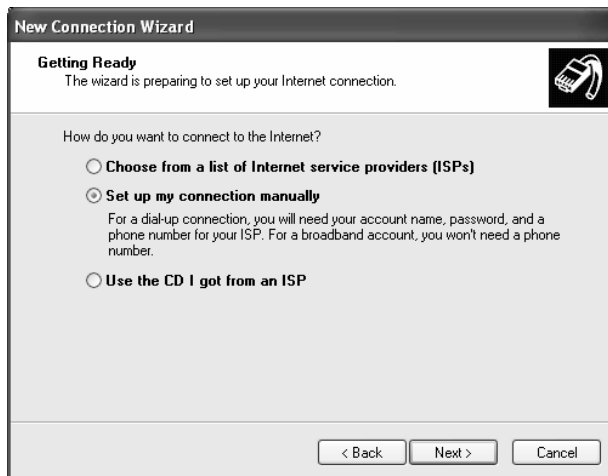 New Connection Wizard
Getting Ready
The wizard is preparing to set up your Internet connection.
How do you want to connect to the Internet?
Choose from a list of Internet service providers (ISPs)
Set up my connection manually
For a dial-up connection, you will need your account name, password, and a
phone number for your ISP. For a broadband account, you won't need a phone
number.
Use the CD I got from an ISP
< Back Next > Cancel